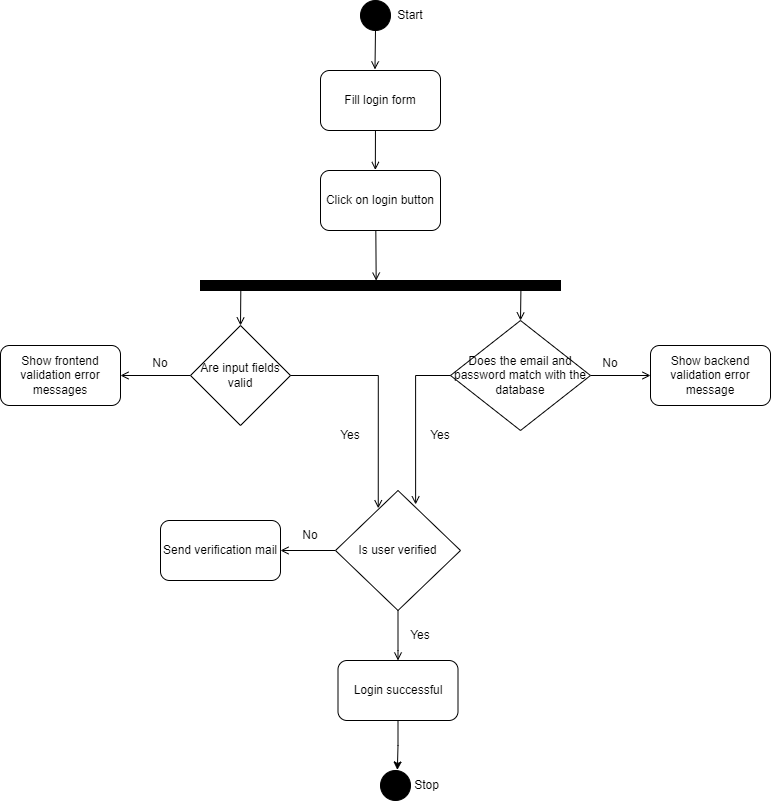 Start
Fill login form
Click on login button
Show frontend
validation error
messages
No
Are input fields
valid
Does the email and
password match with the
database
No
Show backend
validation error
message
Yes
Yes
Send verification mail
No
Is user verified
Yes
Login successful
Stop